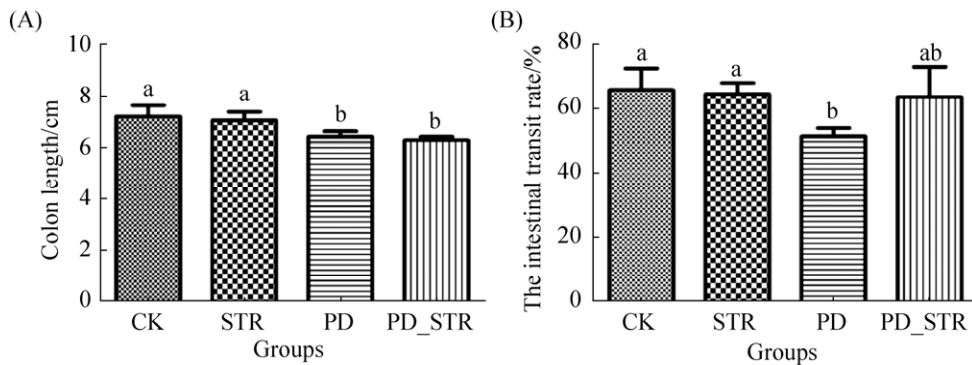 (A)
Colon length/cm
10
8
6
4
2
0
a
a
b
b
CK
STR
PD
PD_STR
Groups
(B)
The intestinal transit rate/%
80
60
40
20
0
a
a
b
ab
CK
STR
PD
PD_STR
Groups